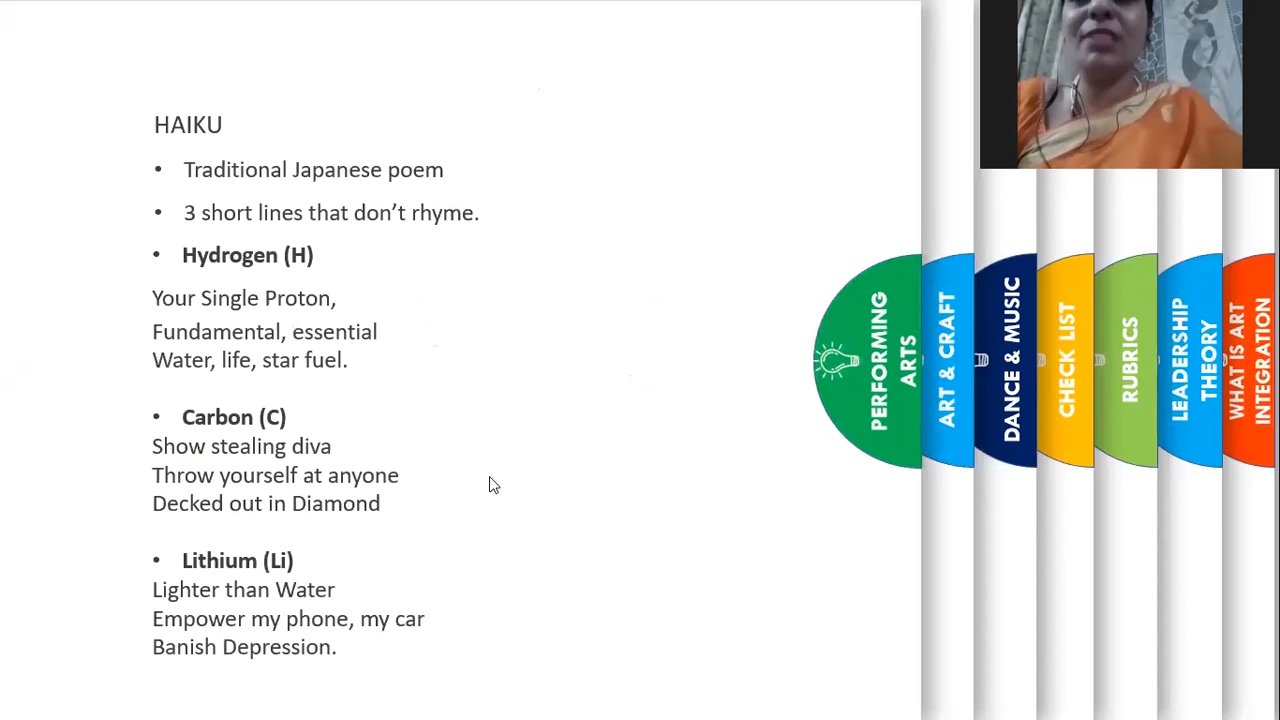 HAIKU
• Traditional Japanese poem
• 3 short lines that don’t rhyme.
• Hydrogen (H)
Your Single Proton,
Fundamental, essential
Water, life, star fuel.
• Carbon (C)
Show stealing diva
Throw yourself at anyone
Decked out in Diamond
• Lithium (Li)
Lighter than Water
Empower my phone, my car
Banish Depression.
PERFORMING
ARTS
ART & CRAFT
DANCE & MUSIC
CHECK LIST
RUBRICS
LEADERSHIP
THEORY
WHAT IS ART
INTEGRATION